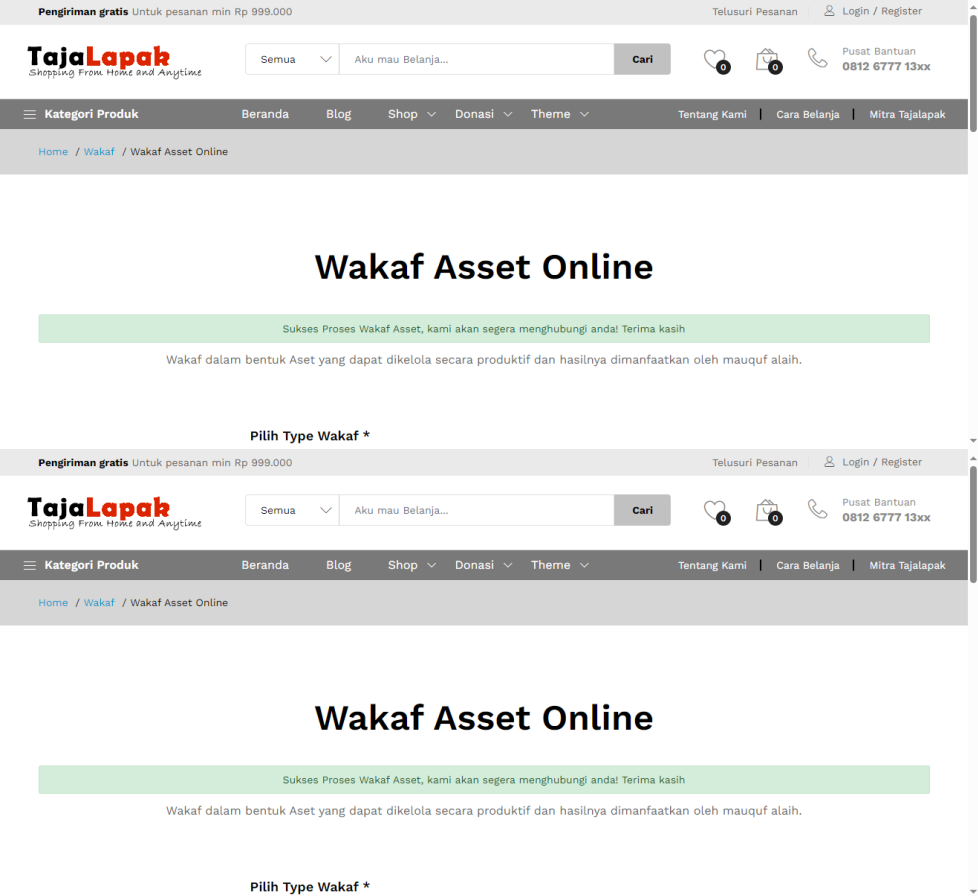 Pengiriman gratis Untuk pesanan min Rp 999.000 Telusuri Pesanan Login / Register
TajaLapak
Shopping From Home and Anytime
Semua Aku mau Belanja... Cari 0 0 Pusat Bantuan
0812 6777 13xx
Kategori Produk Beranda Blog Shop Donasi Theme Tentang Kami Cara Belanja Mitra Tajalapak
Home / Wakaf / Wakaf Asset Online
Wakaf Asset Online
Sukses Proses Wakaf Asset, kami akan segera menghubungi anda! Terima kasih
Wakaf dalam bentuk Aset yang dapat dikelola secara produktif dan hasilnya dimanfaatkan oleh mauquf alaih.
Pilih Type Wakaf *
Pengiriman gratis Untuk pesanan min Rp 999.000 Telusuri Pesanan Login / Register
TajaLapak
Shopping From Home and Anytime
Semua Aku mau Belanja... Cari 0 0 Pusat Bantuan
0812 6777 13xx
Kategori Produk Beranda Blog Shop Donasi Theme Tentang Kami Cara Belanja Mitra Tajalapak
Home / Wakaf / Wakaf Asset Online
Wakaf Asset Online
Sukses Proses Wakaf Asset, kami akan segera menghubungi anda! Terima kasih
Wakaf dalam bentuk Aset yang dapat dikelola secara produktif dan hasilnya dimanfaatkan oleh mauquf alaih.
Pilih Type Wakaf *